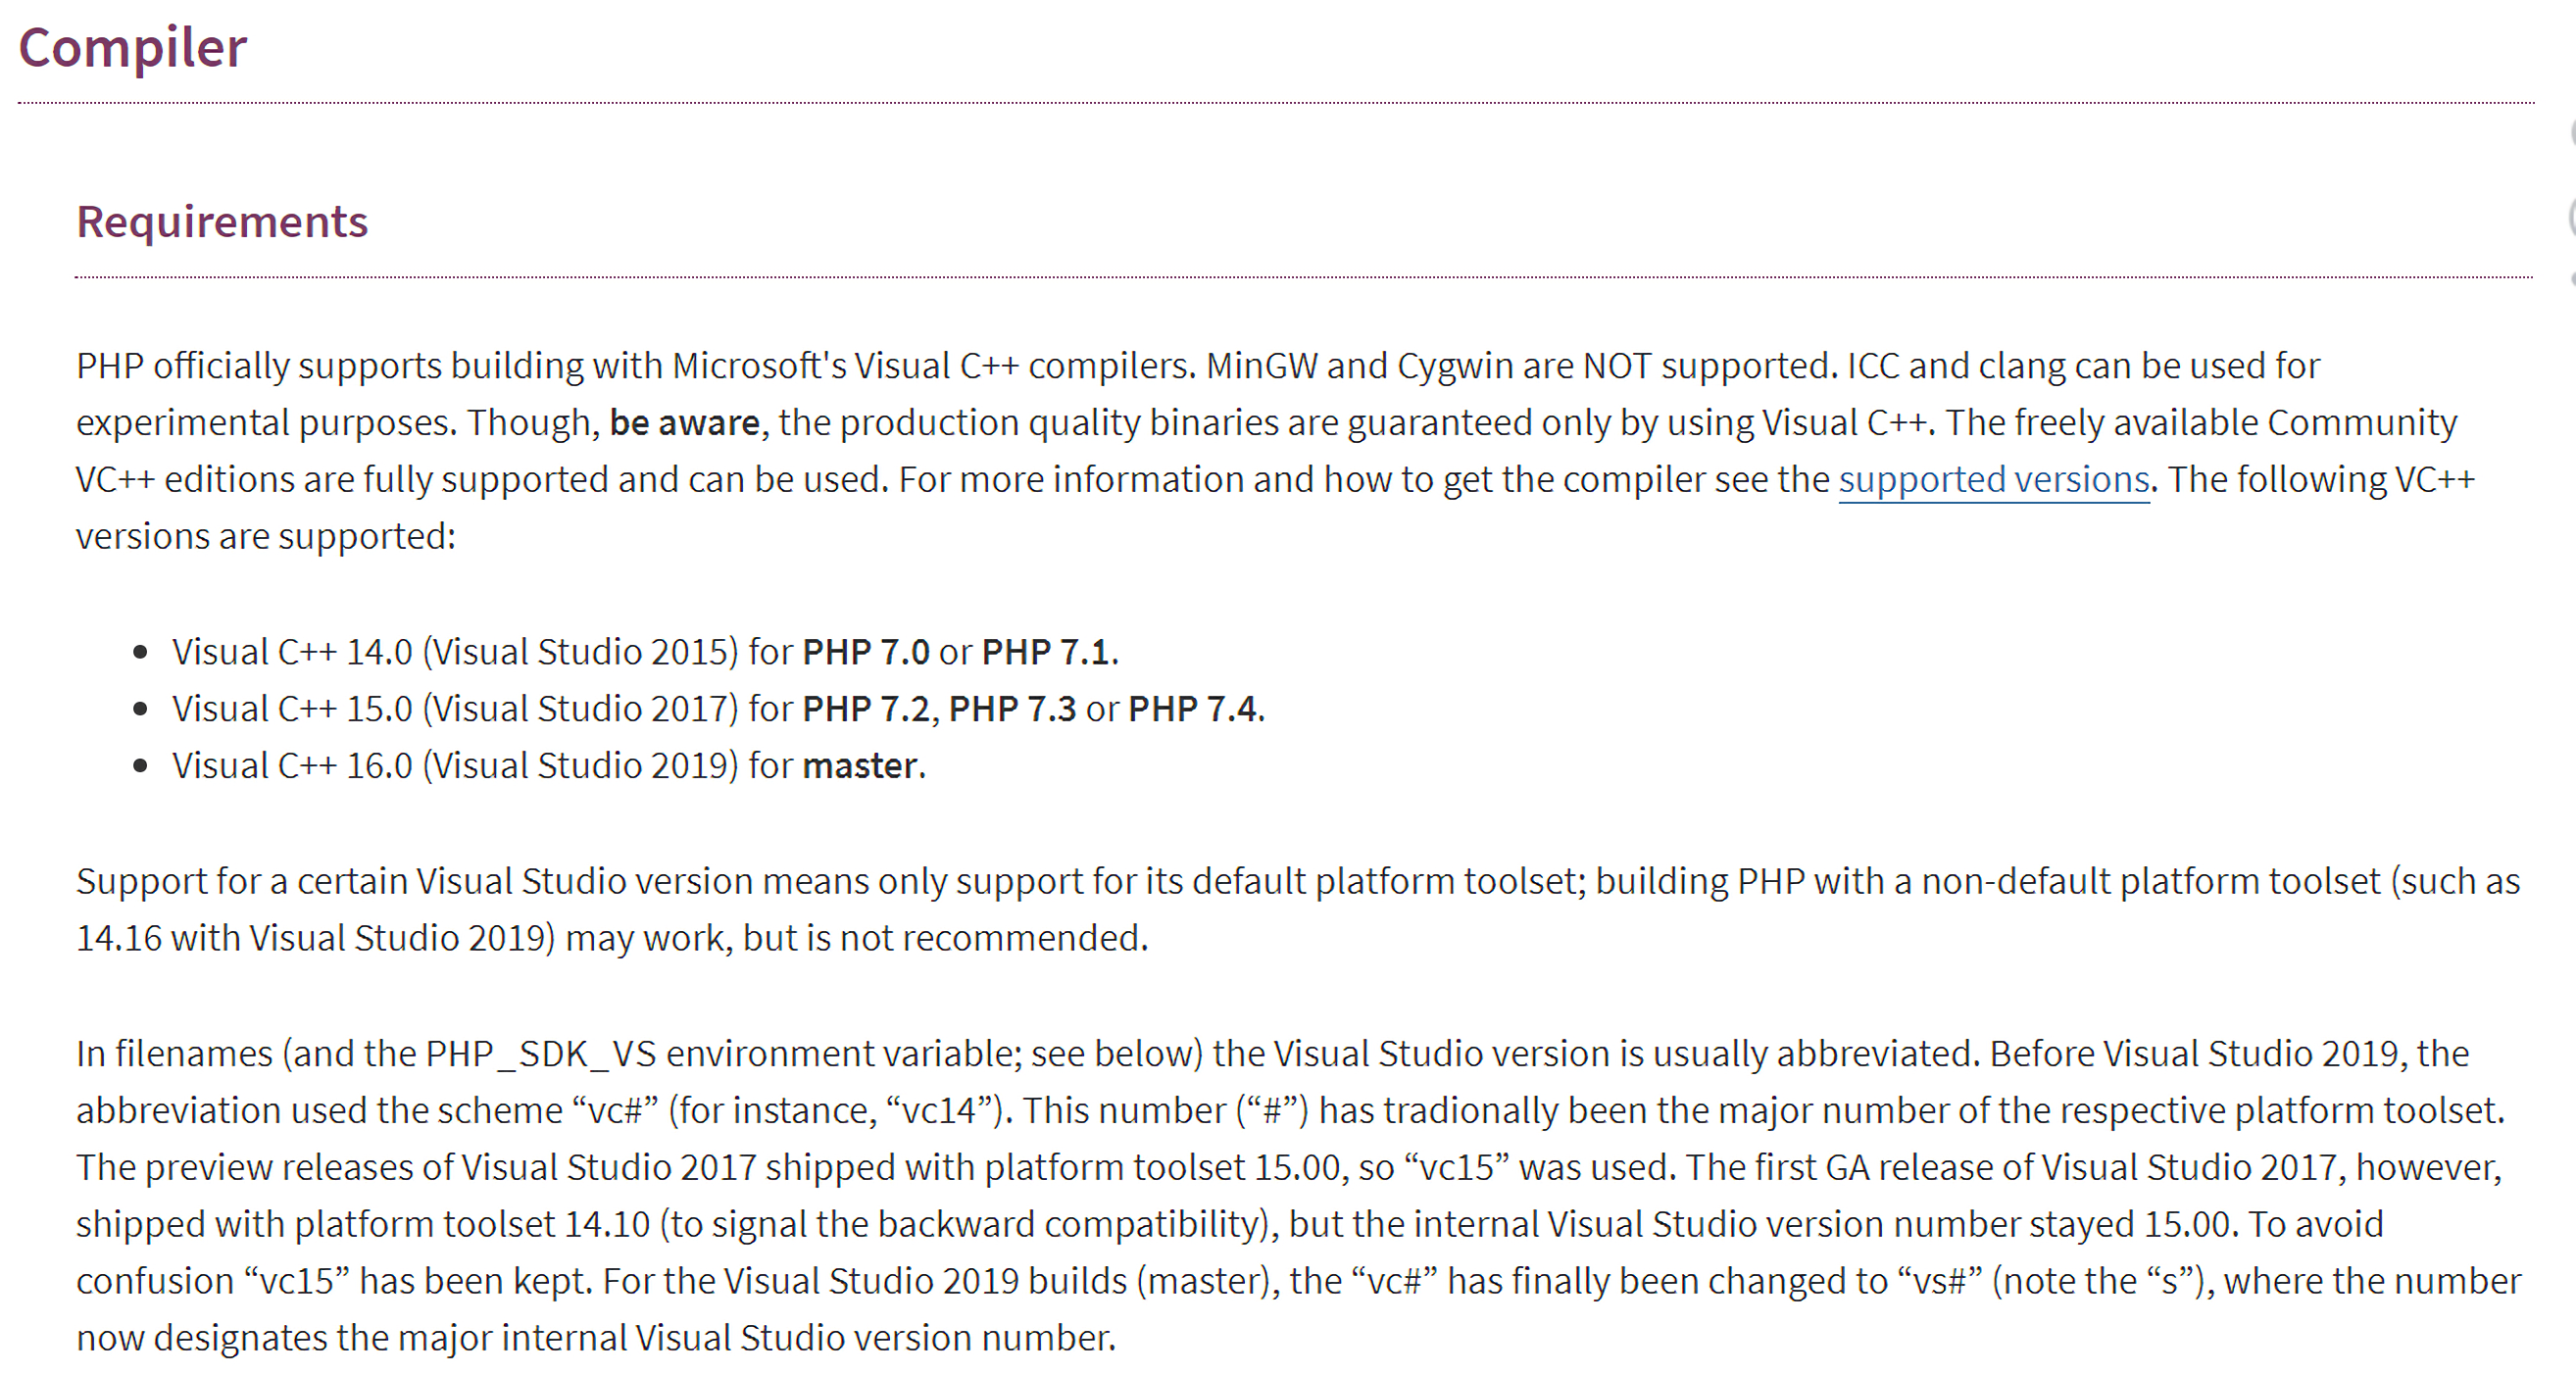 Compiler
Requirements
PHP officially supports building with Microsoft's Visual C++ compilers. MinGW and Cygwin are NOT supported. ICC and clang can be used for
experimental purposes. Though, be aware, the production quality binaries are guaranteed only by using Visual C++. The freely available Community
VC++ editions are fully supported and can be used. For more information and how to get the compiler see the supported versions. The following VC++
versions are supported:
• Visual C++ 14.0 (Visual Studio 2015) for PHP 7.0 or PHP 7.1.
• Visual C++ 15.0 (Visual Studio 2017) for PHP 7.2, PHP 7.3 or PHP 7.4.
• Visual C++ 16.0 (Visual Studio 2019) for master.
Support for a certain Visual Studio version means only support for its default platform toolset; building PHP with a non-default platform toolset (such as
14.16 with Visual Studio 2019) may work, but is not recommended.
In filenames (and the PHP_SDK_VS environment variable; see below) the Visual Studio version is usually abbreviated. Before Visual Studio 2019, the
abbreviation used the scheme “vc#” (for instance, “vc14”). This number (“#”) has tradionally been the major number of the respective platform toolset.
The preview releases of Visual Studio 2017 shipped with platform toolset 15.00, so “vc15” was used. The first GA release of Visual Studio 2017, however,
shipped with platform toolset 14.10 (to signal the backward compatibility), but the internal Visual Studio version number stayed 15.00. To avoid
confusion “vc15” has been kept. For the Visual Studio 2019 builds (master), the “vc#” has finally been changed to “vs#” (note the “s”), where the number
now designates the major internal Visual Studio version number.